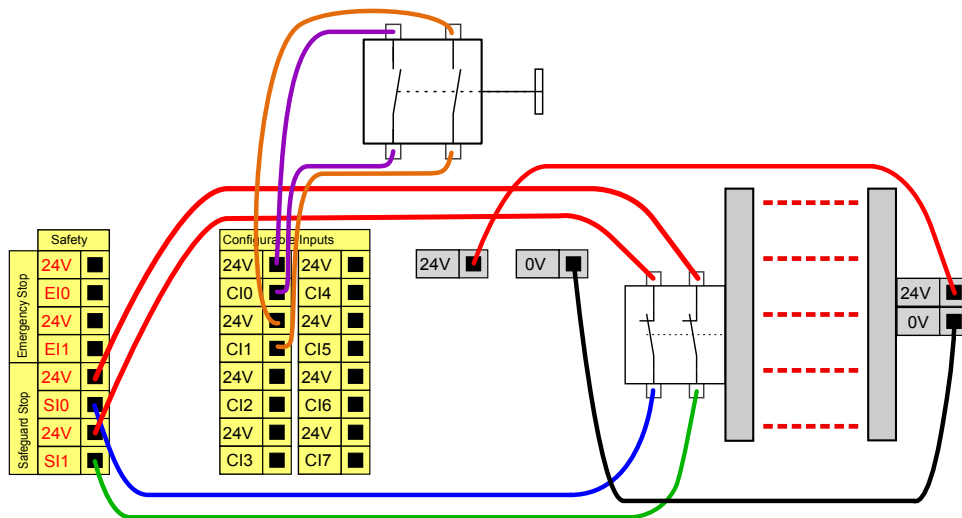 Safety
Emergency Stop
24V
EI0
24V
EI1
Safeguard Stop
24V
SI0
24V
SI1
Configurable Inputs
24V 24V
CI0 CI4
24V 24V
CI1 CI5
24V 24V
CI2 CI6
24V 24V
CI3 CI7
24V
0V
24V
0V